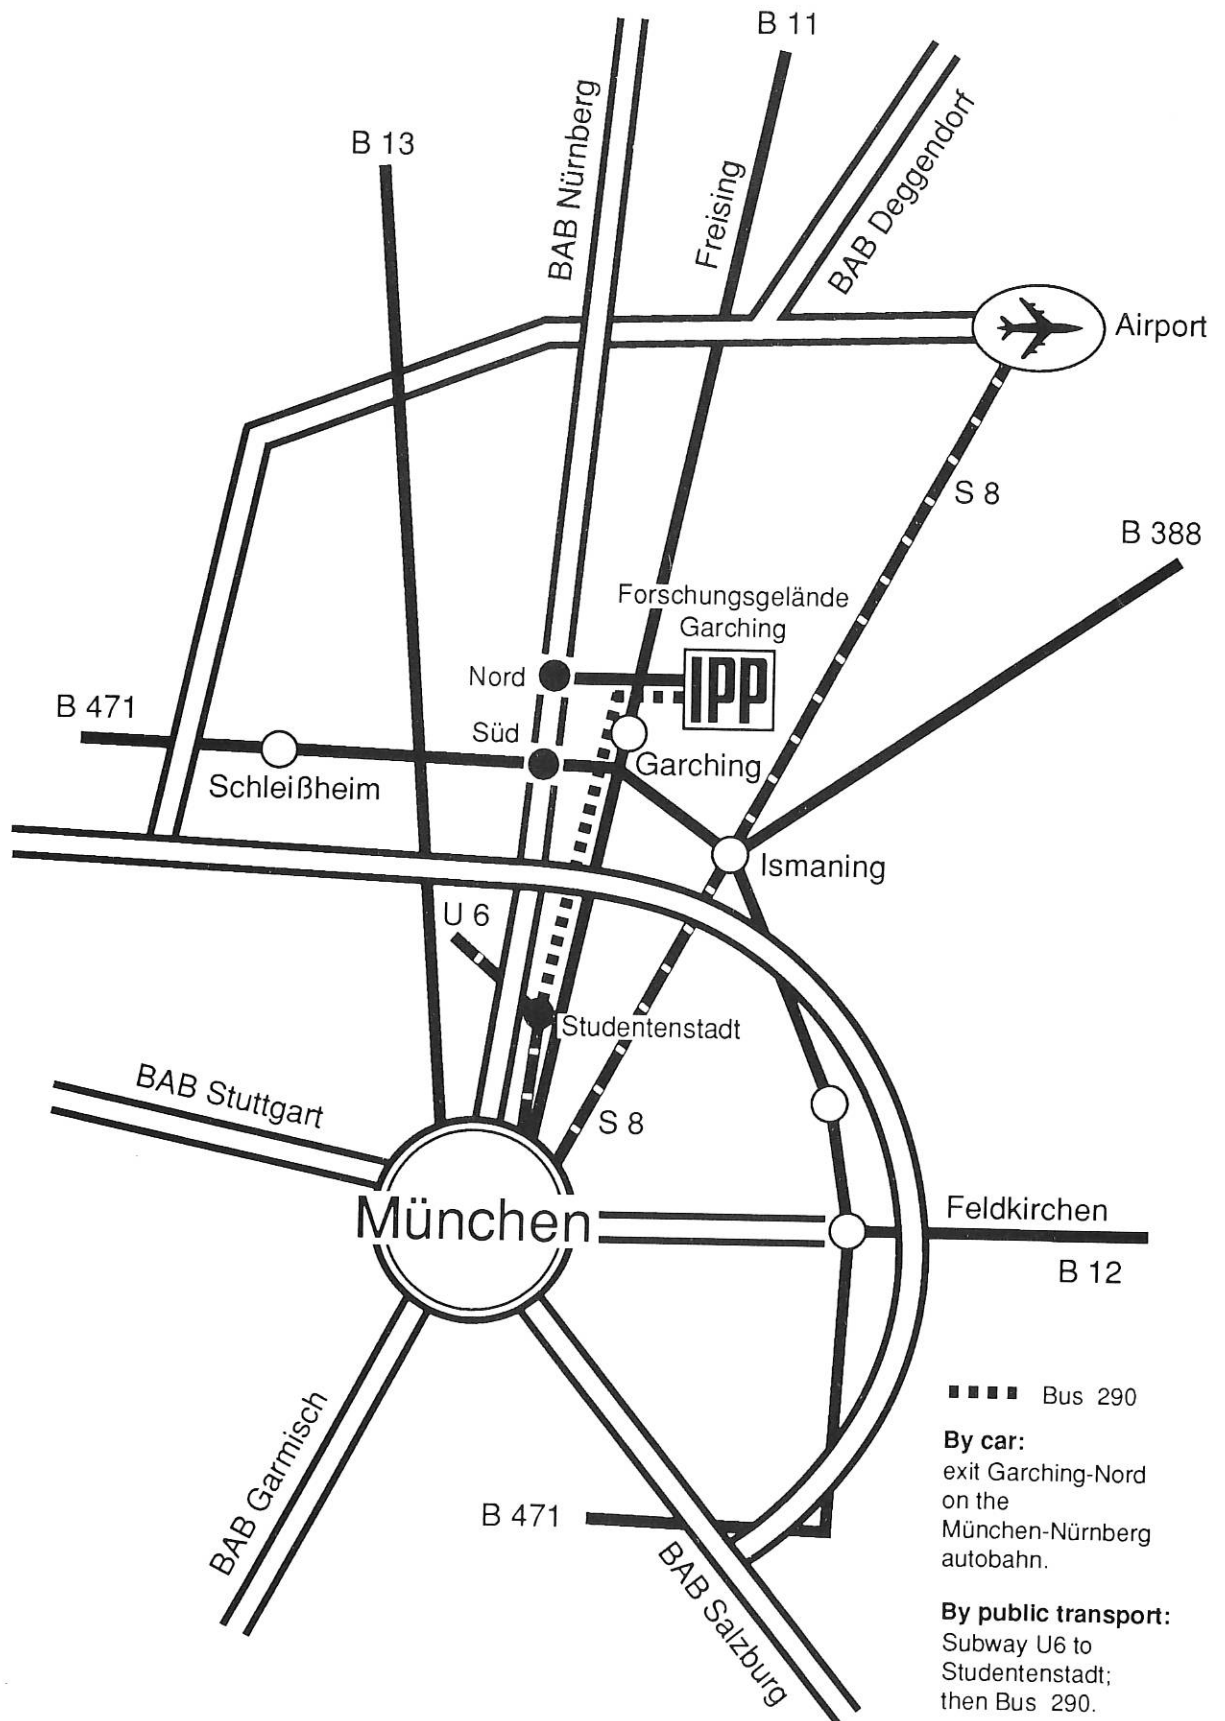 B 11
B 13
BAB Nürnberg
Freising
BAB Deggendorf
Airport
S 8
B 388
Forschungsgelände
Garching
Nord
IPP
B 471
Süd
Garching
Schleißheim
Ismaning
U 6
Studentenstadt
BAB Stuttgart
S 8
München
Feldkirchen
B 12
Bus 290
By car:
exit Garching-Nord
on the
München-Nürnberg
autobahn.
BAB Garmisch
B 471
BAB Salzburg
By public transport:
Subway U6 to
Studentenstadt;
then Bus 290.